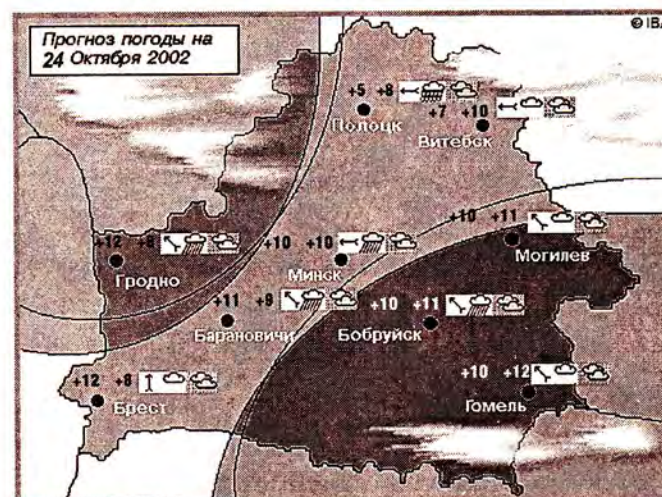 Прогноз погоды на
24 Октября 2002
+5 +8
Полоцк
+7 +10
Витебск
+10 +11
Могилев
+12 +8
Гродно
+10 +10
Минск
+11 +9
Барановичи
+10 +11
Бобруйск
+12 +8
Брест
+10 +12
Гомель